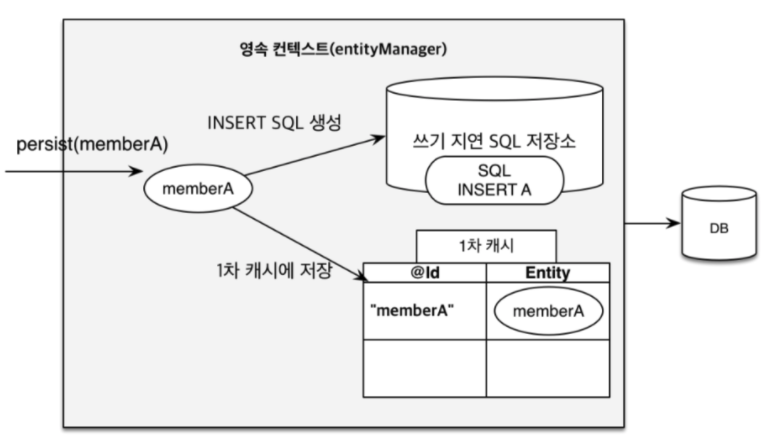 영속 컨텍스트(entityManager)
INSERT SQL 생성
persist(memberA)
쓰기 지연 SQL 저장소
SQL
INSERT A
memberA
DB
1차 캐시
1차 캐시에 저장
@Id Entity
"memberA" memberA